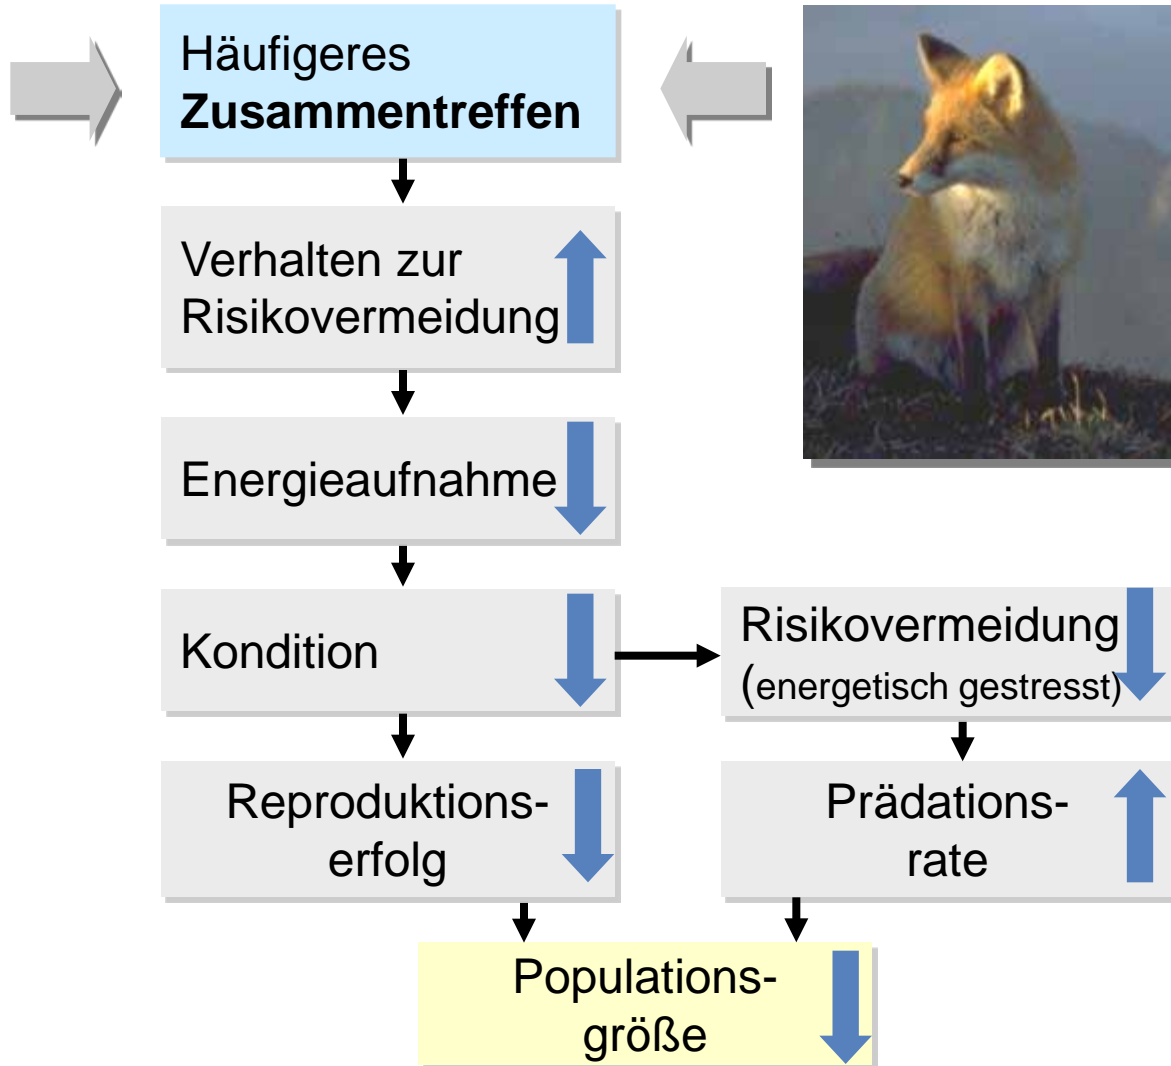 Häufigeres
Zusammentreffen
Verhalten zur
Risikovermeidung
Energieaufnahme
Kondition
Risikovermeidung
(energetisch gestresst)
Reproduktions-
erfolg
Prädations-
rate
Populations-
größe